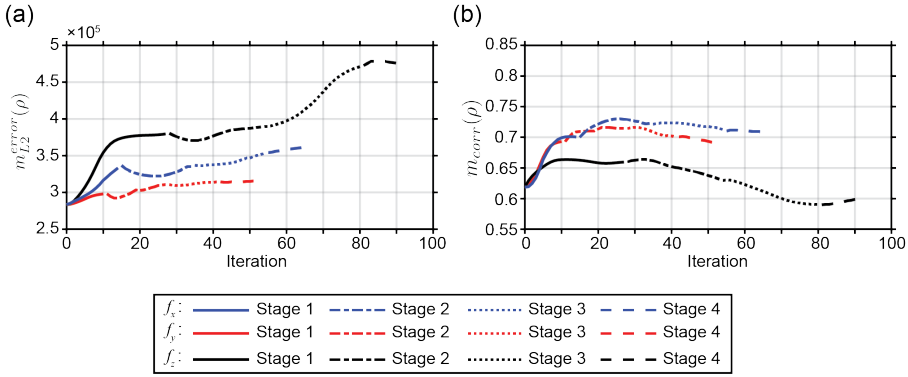 (a)
×10⁵
5
4.5
4
3.5
3
2.5
m_{L2}^{error}(ρ)
0 20 40 60 80 100
Iteration
(b)
0.85
0.75
0.7
0.65
0.6
0.55
m_{corr}(ρ)
0 20 40 60 80 100
Iteration
f_x: Stage 1 Stage 2 Stage 3 Stage 4
f_y: Stage 1 Stage 2 Stage 3 Stage 4
f_z: Stage 1 Stage 2 Stage 3 Stage 4